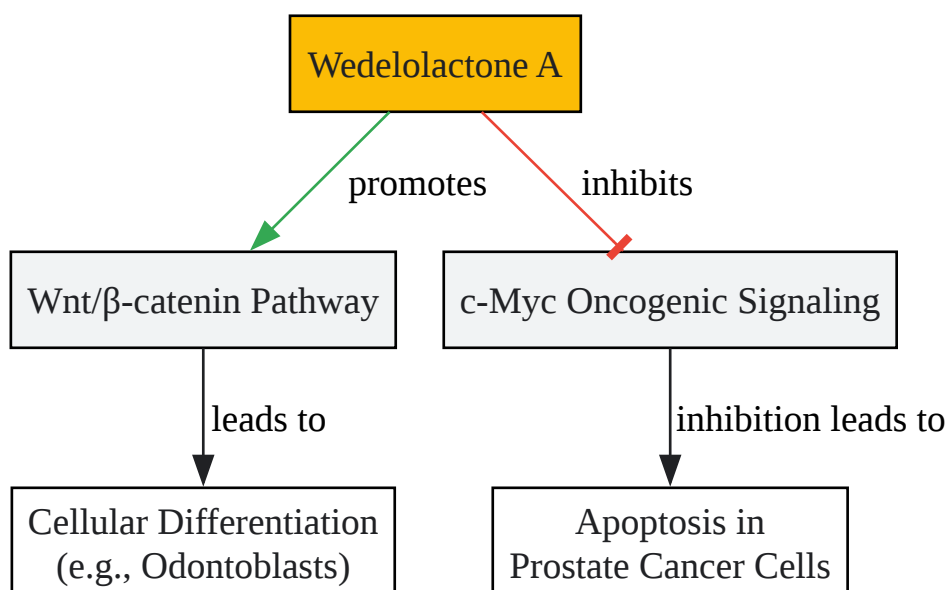 Wedelolactone A
promotes
inhibits
Wnt/β-catenin Pathway
c-Myc Oncogenic Signaling
leads to
inhibition leads to
Cellular Differentiation
(e.g., Odontoblasts)
Apoptosis in
Prostate Cancer Cells